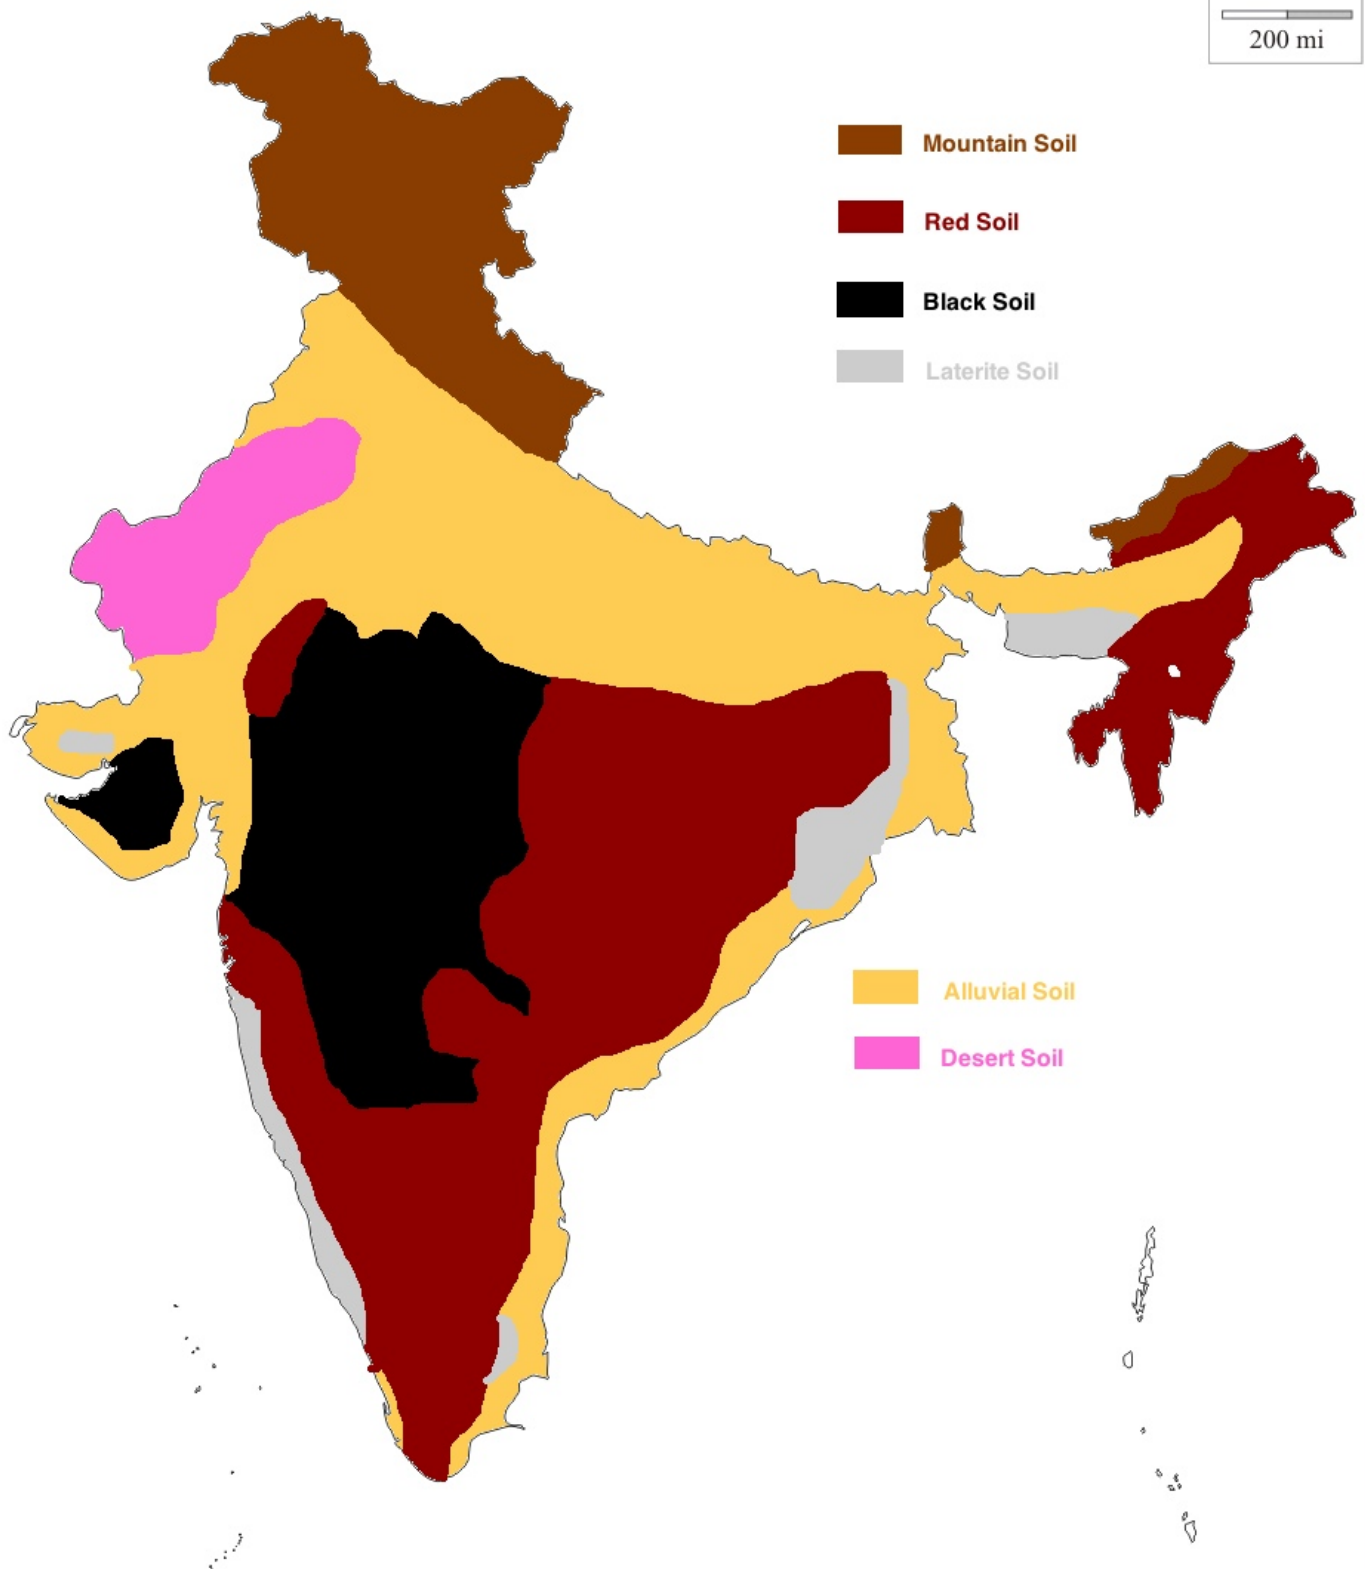 200 mi
Mountain Soil
Red Soil
Black Soil
Laterite Soil
Alluvial Soil
Desert Soil